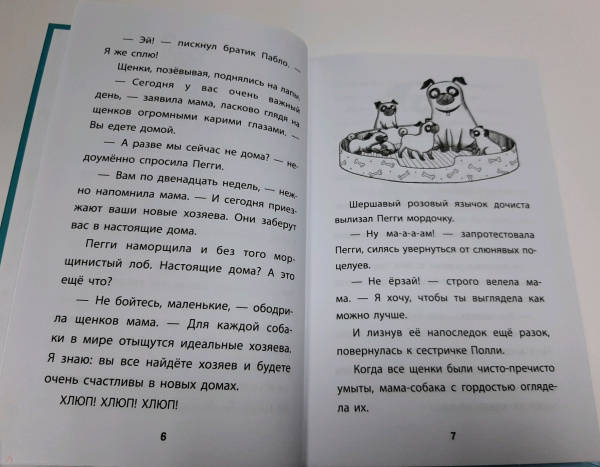 — Эй! — пискнул братик Пабло. —
Я же сплю!
Щенки, позёвывая, поднялись на лапы.
— Сегодня у вас очень важный
день, — заявила мама, ласково глядя на
щенков огромными карими глазами. —
Вы едете домой.
— А разве мы сейчас не дома? — не-
доумённо спросила Пегги.
— Вам по двенадцать недель, — неж-
но напомнила мама. — И сегодня приез-
жают ваши новые хозяева. Они заберут
вас в настоящие дома.
Пегги наморщила и без того мор-
щинистый лоб. Настоящие дома? А это
ещё что?
— Не бойтесь, маленькие, — ободри-
ла щенков мама. — Для каждой соба-
ки в мире отыщутся идеальные хозяева.
Я знаю: вы все найдёте хозяев и будете
очень счастливы в новых домах.
ХЛЮП! ХЛЮП! ХЛЮП!
6
Шершавый розовый язычок дочиста
вылизал Пегги мордочку.
— Ну ма-а-а-ам! — запротестовала
Пегги, силясь увернуться от слюнявых по-
целуев.
— Не ёрзай! — строго велела ма-
ма. — Я хочу, чтобы ты выглядела как
можно лучше.
И лизнув её напоследок ещё разок,
повернулась к сестричке Полли.
Когда все щенки были чисто-пречисто
умыты, мама-собака с гордостью огляде-
ла их.
7